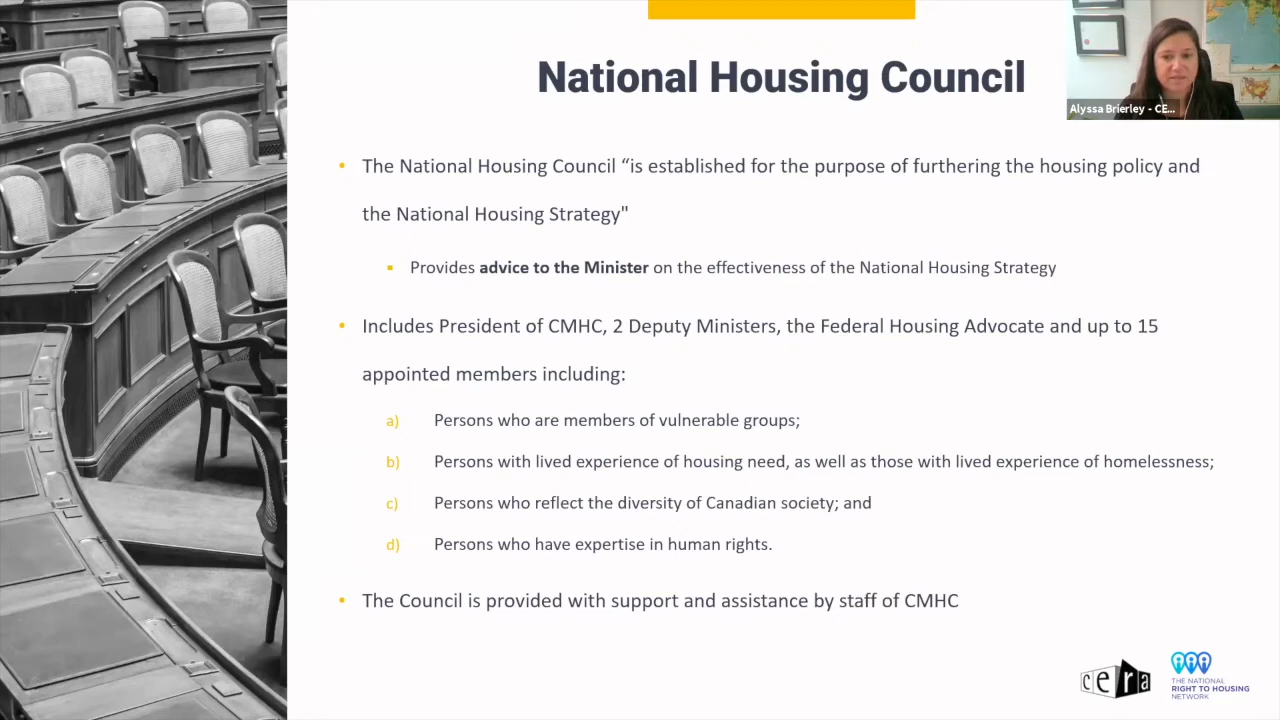 National Housing Council
Alyssa Brierley - CE...
• The National Housing Council “is established for the purpose of furthering the housing policy and
the National Housing Strategy"
▪ Provides advice to the Minister on the effectiveness of the National Housing Strategy
• Includes President of CMHC, 2 Deputy Ministers, the Federal Housing Advocate and up to 15
appointed members including:
a) Persons who are members of vulnerable groups;
b) Persons with lived experience of housing need, as well as those with lived experience of homelessness;
c) Persons who reflect the diversity of Canadian society; and
d) Persons who have expertise in human rights.
• The Council is provided with support and assistance by staff of CMHC
cera
THE NATIONAL
RIGHT TO HOUSING
NETWORK